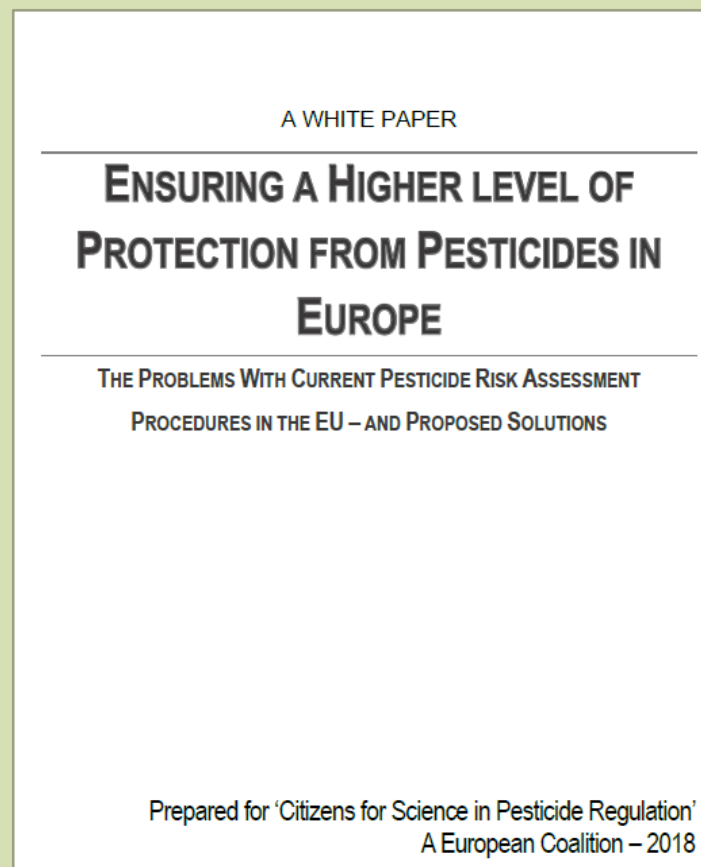 A WHITE PAPER
ENSURING A HIGHER LEVEL OF
PROTECTION FROM PESTICIDES IN
EUROPE
THE PROBLEMS WITH CURRENT PESTICIDE RISK ASSESSMENT
PROCEDURES IN THE EU – AND PROPOSED SOLUTIONS
Prepared for 'Citizens for Science in Pesticide Regulation'
A European Coalition – 2018